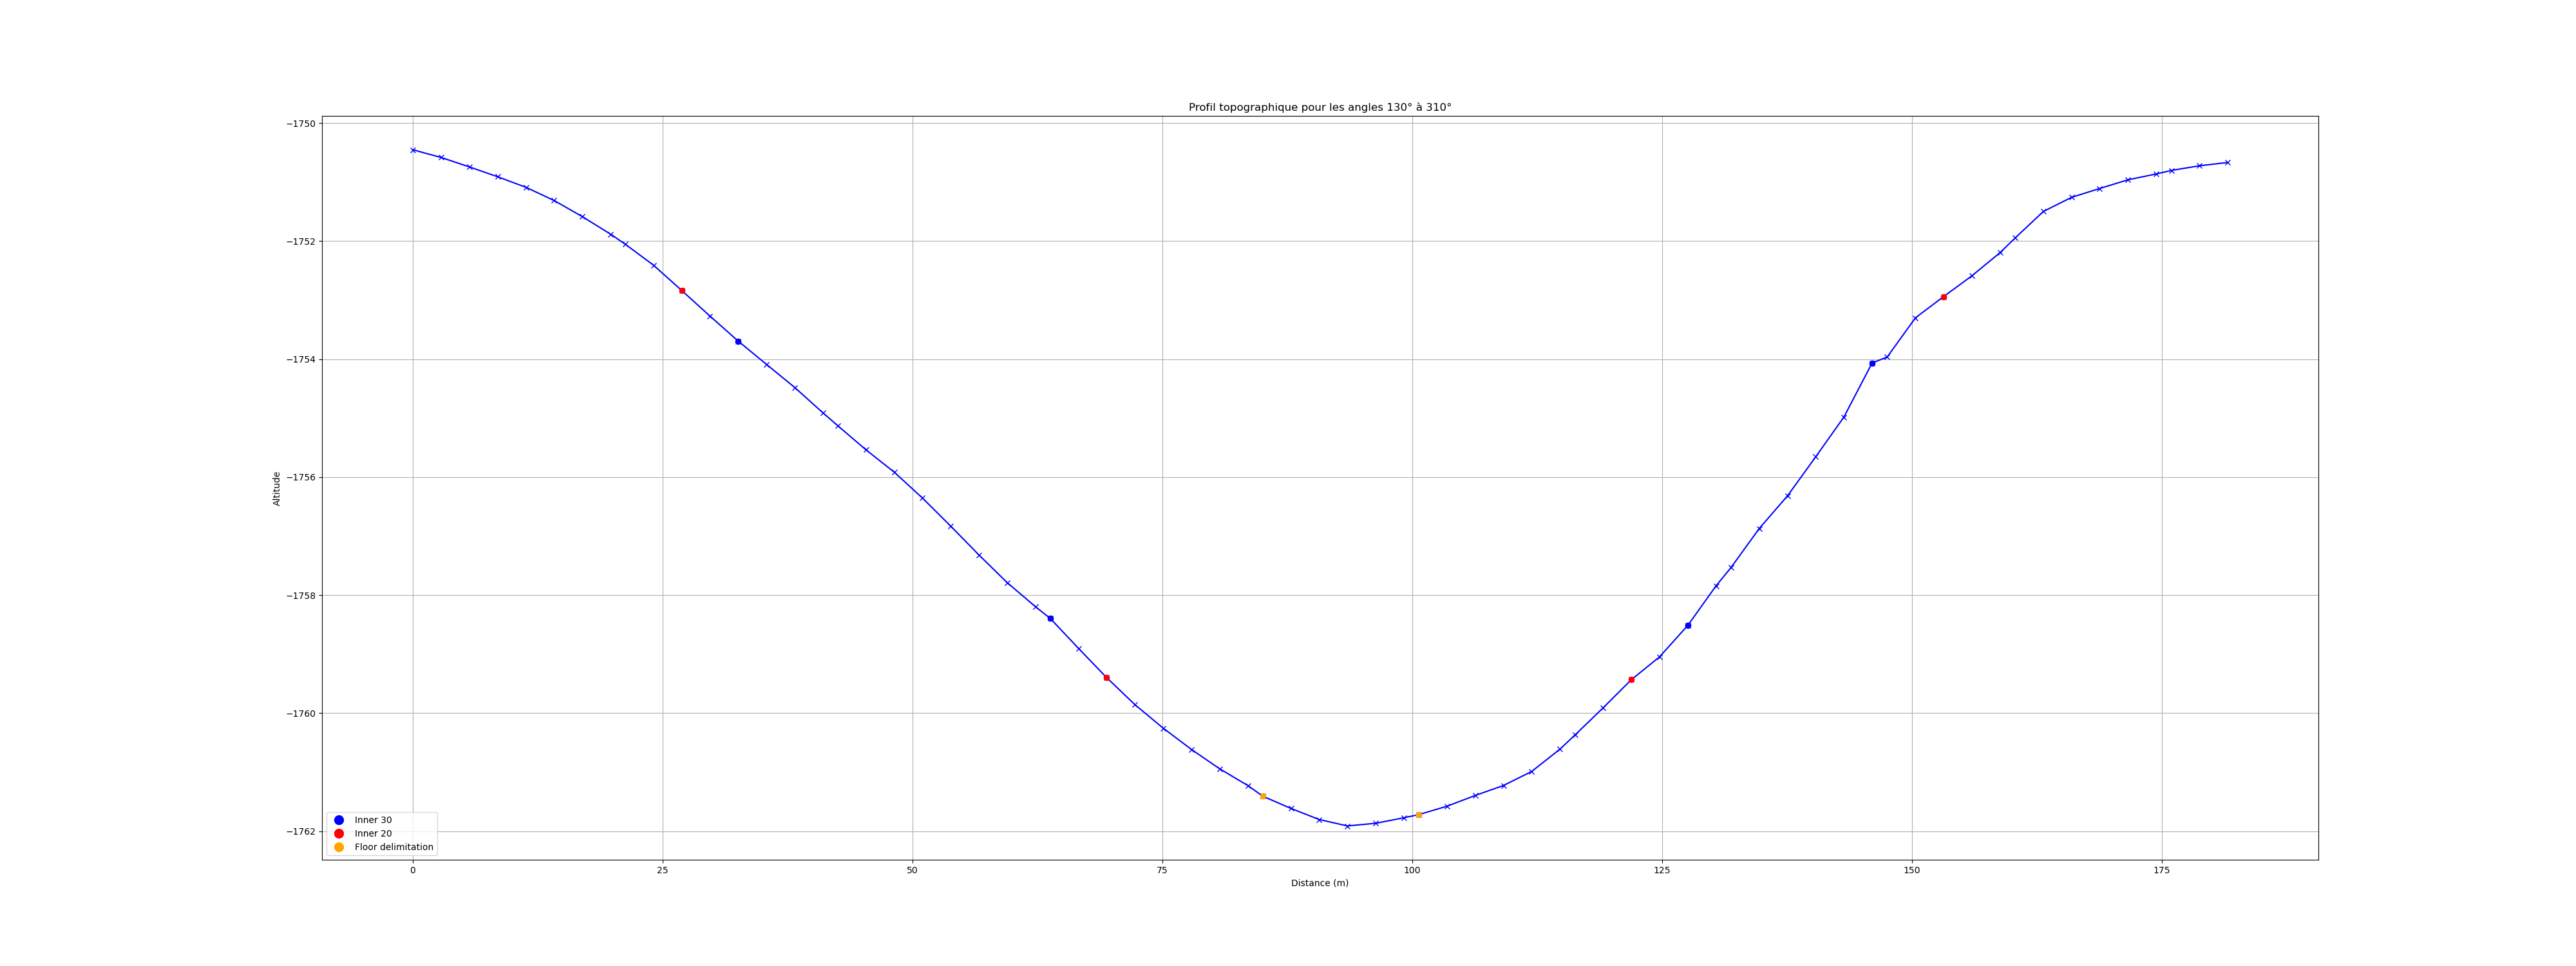 Profil topographique pour les angles 130° à 310°
−1750
−1752
−1754
−1756
−1758
−1760
−1762
Altitude
Inner 30
Inner 20
Floor delimitation
0 25 50 75 100 125 150 175
Distance (m)